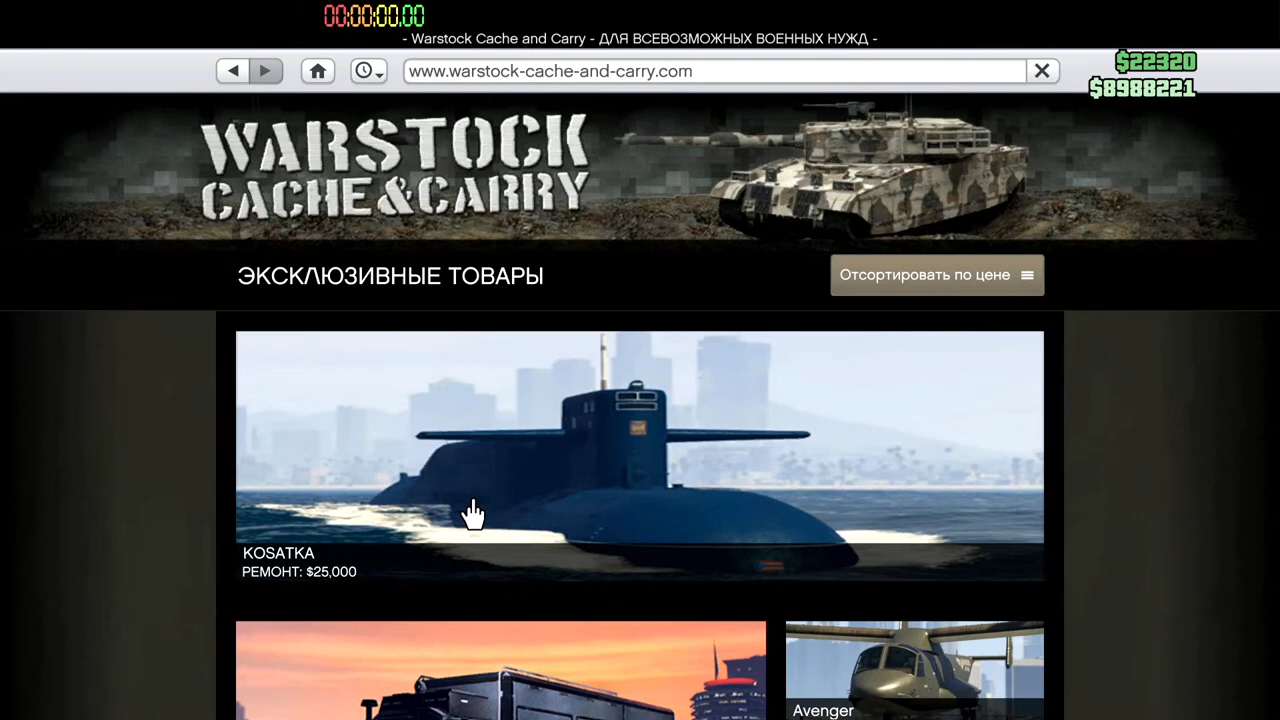 00:00:00.00
- Warstock Cache and Carry - ДЛЯ ВСЕВОЗМОЖНЫХ ВОЕННЫХ НУЖД -
www.warstock-cache-and-carry.com
$22320
$8988221
WARSTOCK
CACHE&CARRY
ЭКСКЛЮЗИВНЫЕ ТОВАРЫ
Отсортировать по цене
KOSATKA
РЕМОНТ: $25,000
Avenger